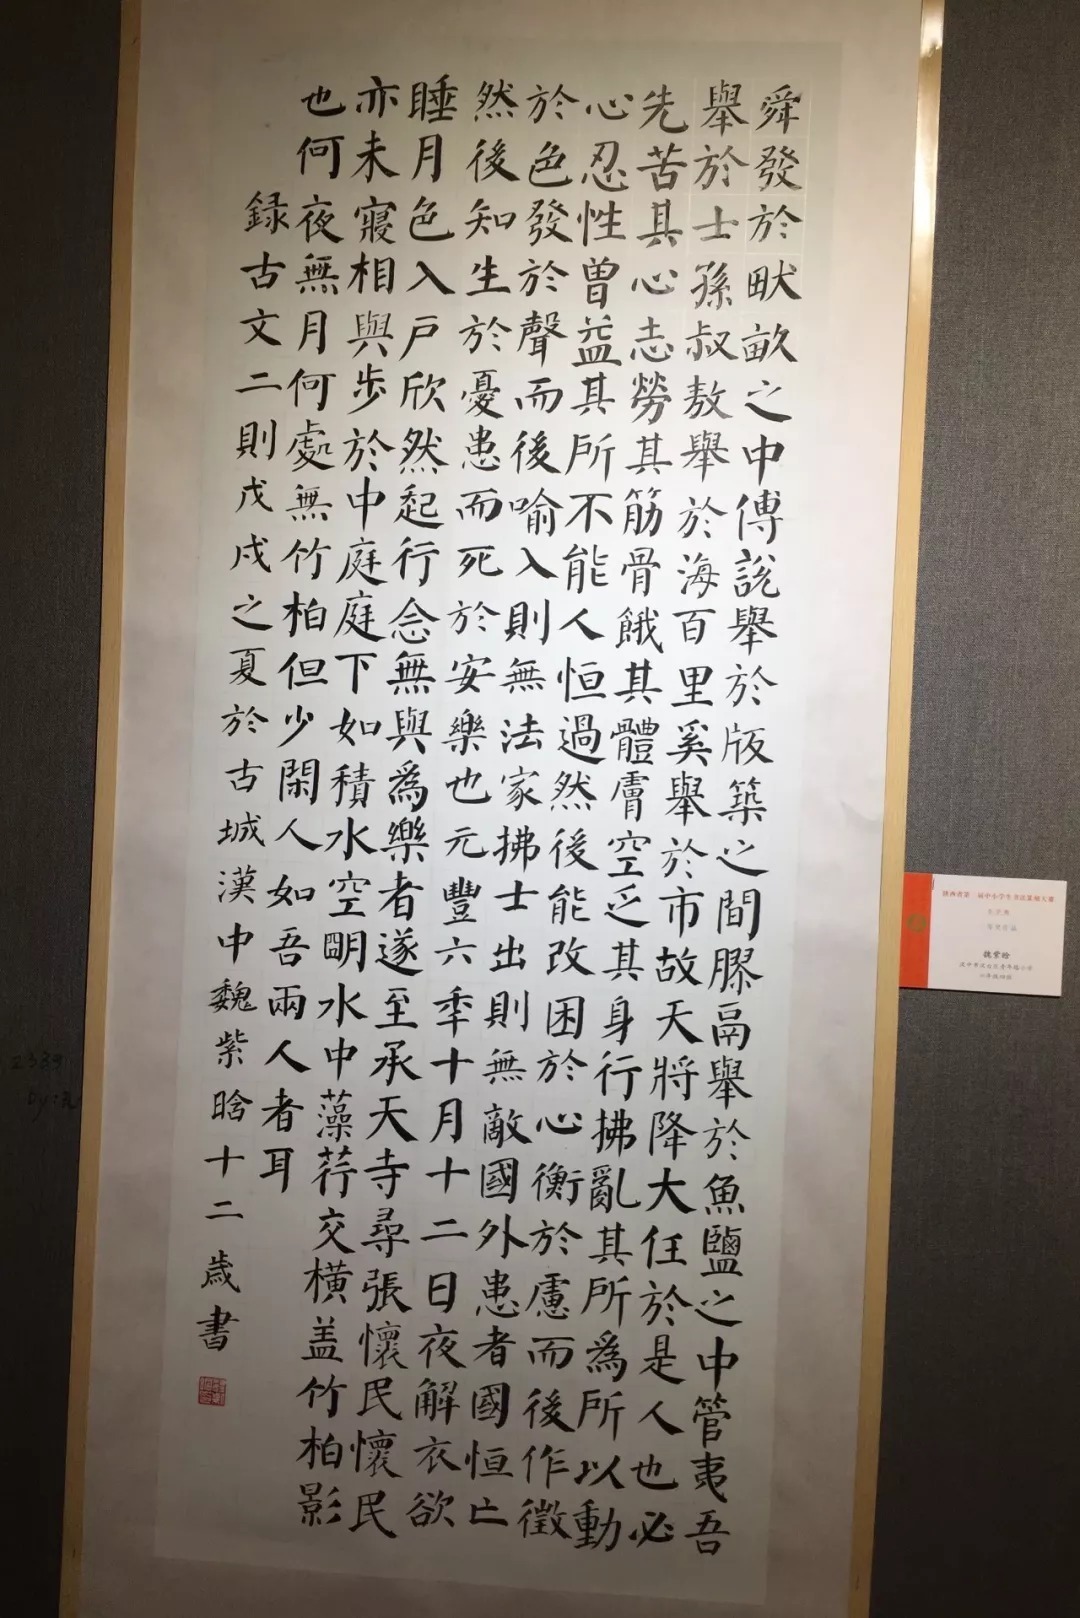 舜發於畎畝之中傅說舉於版築之間膠鬲舉於魚鹽之中管夷吾
舉於士孫叔敖舉於海百里奚舉於市故天將降大任於是人也必
先苦其心志勞其筋骨餓其體膚空乏其身行拂亂其所為所以動
心忍性曾益其所不能人恒過然後能改困於心衡於慮而後作徵
於色發於聲而後喻入則無法家拂士出則無敵國外患者國恒亡
然後知生於憂患而死於安樂也元豐六秊十月十二日夜解衣欲
睡月色入戶欣然起行念無與爲樂者遂至承天寺尋張懷民懷民
亦未寢相與步於中庭庭下如積水空明水中藻荇交橫盖竹柏影
也何夜無月何處無竹柏但少閑人如吾兩人者耳
録古文二則戊戌之夏於古城漢中魏紫晗十二歲書
魏紫晗